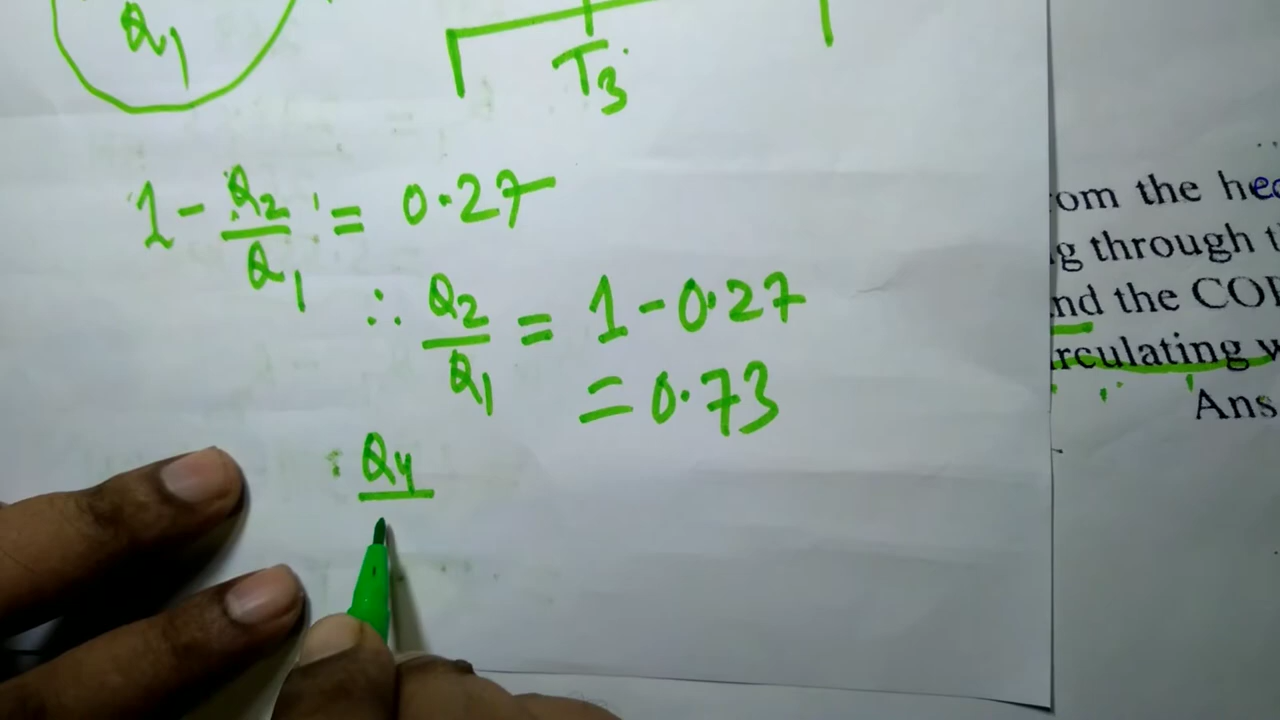 Q1
T3
1 - Q2/Q1 = 0.27
∴ Q2/Q1 = 1 - 0.27
= 0.73
: Q4
om the he
g through t
nd the CO
rculating w
Ans